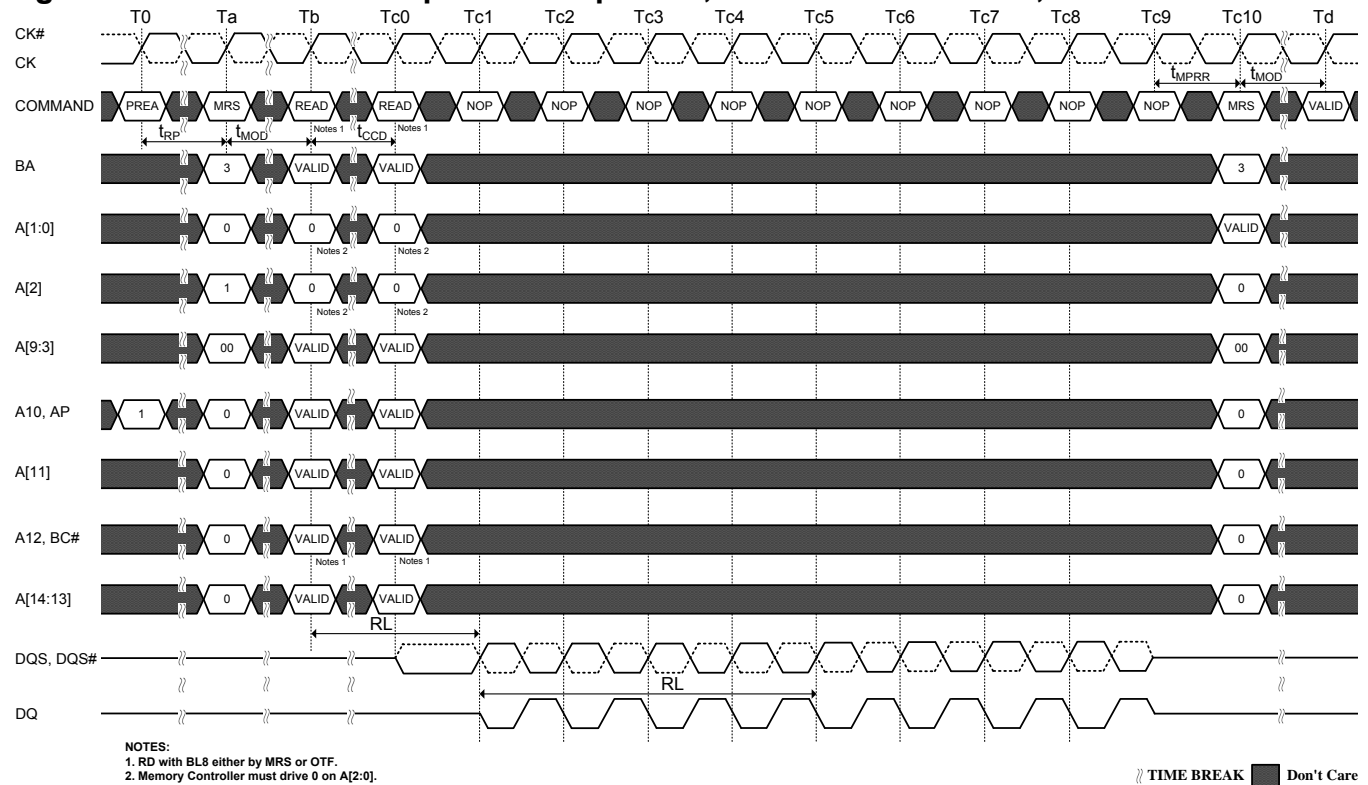 T0 Ta Tb Tc0 Tc1 Tc2 Tc3 Tc4 Tc5 Tc6 Tc7 Tc8 Tc9 Tc10 Td
CK#
CK
tMPRR tMOD
COMMAND PREA MRS READ READ NOP NOP NOP NOP NOP NOP NOP NOP NOP MRS VALID
Notes 1 Notes 1
tRP tMOD tCCD
BA 3 VALID VALID 3
A[1:0] 0 0 0 VALID
Notes 2 Notes 2
A[2] 1 0 0 0
Notes 2 Notes 2
A[9:3] 00 VALID VALID 00
A10, AP 1 0 VALID VALID 0
A[11] 0 VALID VALID 0
A12, BC# 0 VALID VALID 0
Notes 1 Notes 1
A[14:13] 0 VALID VALID 0
RL
DQS, DQS#
RL
DQ
NOTES:
1. RD with BL8 either by MRS or OTF.
2. Memory Controller must drive 0 on A[2:0].
TIME BREAK Don't Care